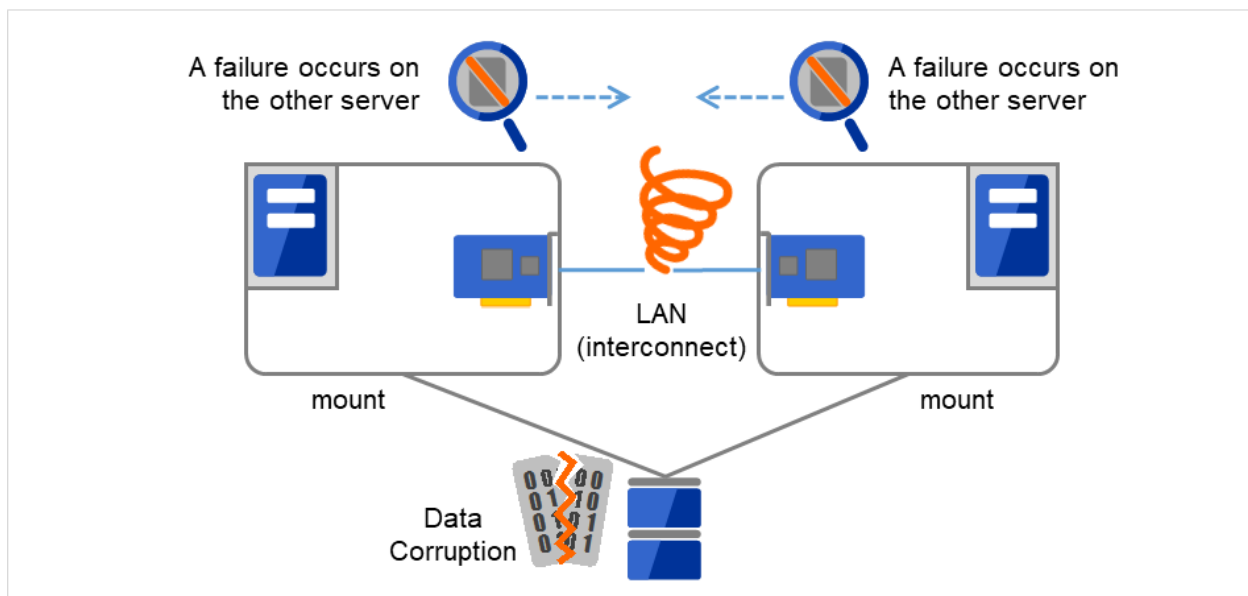 A failure occurs on
the other server
A failure occurs on
the other server
LAN
(interconnect)
mount
mount
Data
Corruption